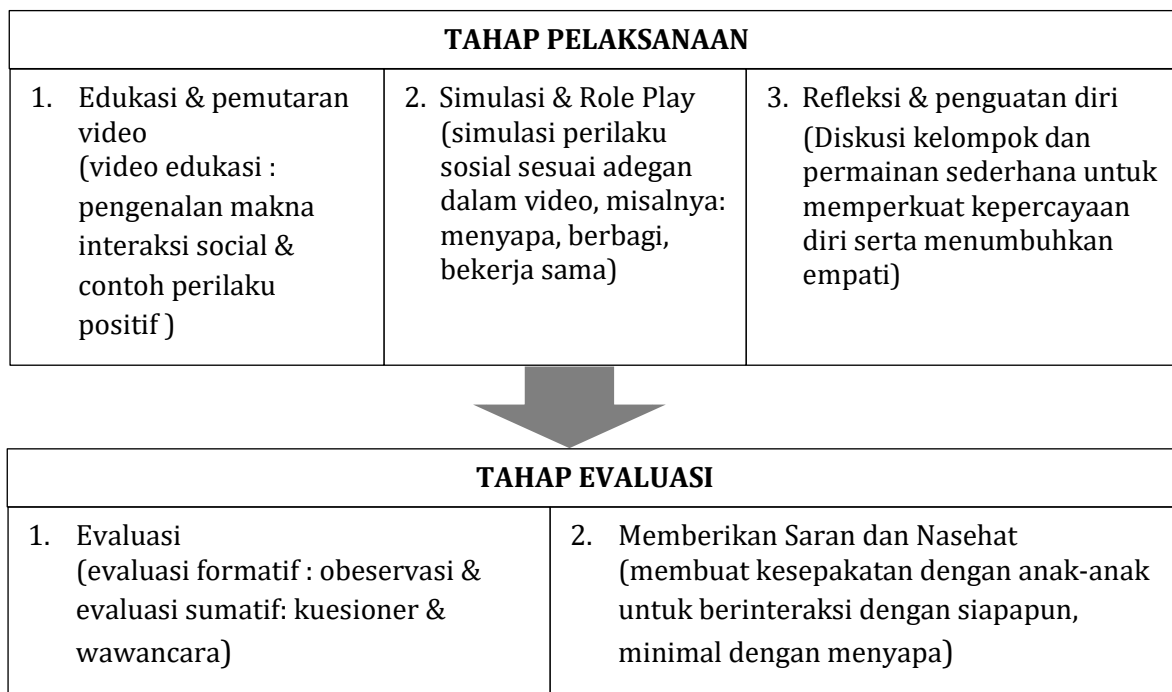 TAHAP PELAKSANAAN
1. Edukasi & pemutaran
video
(video edukasi :
pengenalan makna
interaksi social &
contoh perilaku
positif )
2. Simulasi & Role Play
(simulasi perilaku
sosial sesuai adegan
dalam video, misalnya:
menyapa, berbagi,
bekerja sama)
3. Refleksi & penguatan diri
(Diskusi kelompok dan
permainan sederhana untuk
memperkuat kepercayaan
diri serta menumbuhkan
empati)
TAHAP EVALUASI
1. Evaluasi
(evaluasi formatif : obeservasi &
evaluasi sumatif: kuesioner &
wawancara)
2. Memberikan Saran dan Nasehat
(membuat kesepakatan dengan anak-anak
untuk berinteraksi dengan siapapun,
minimal dengan menyapa)